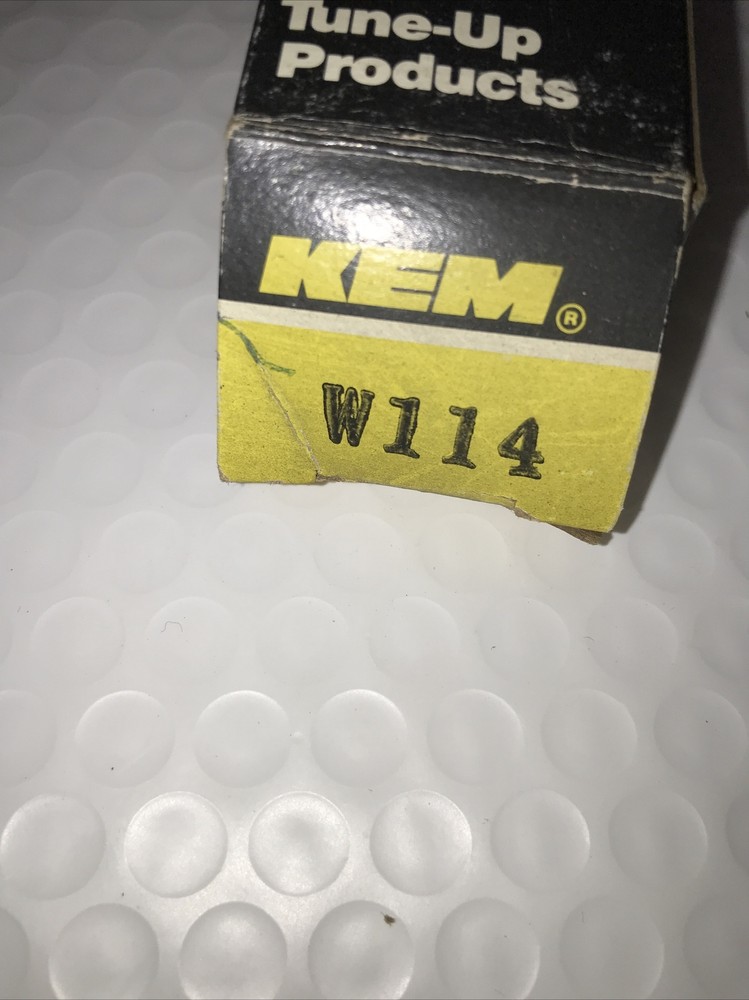 Tune-Up
Products
KEM®
W114